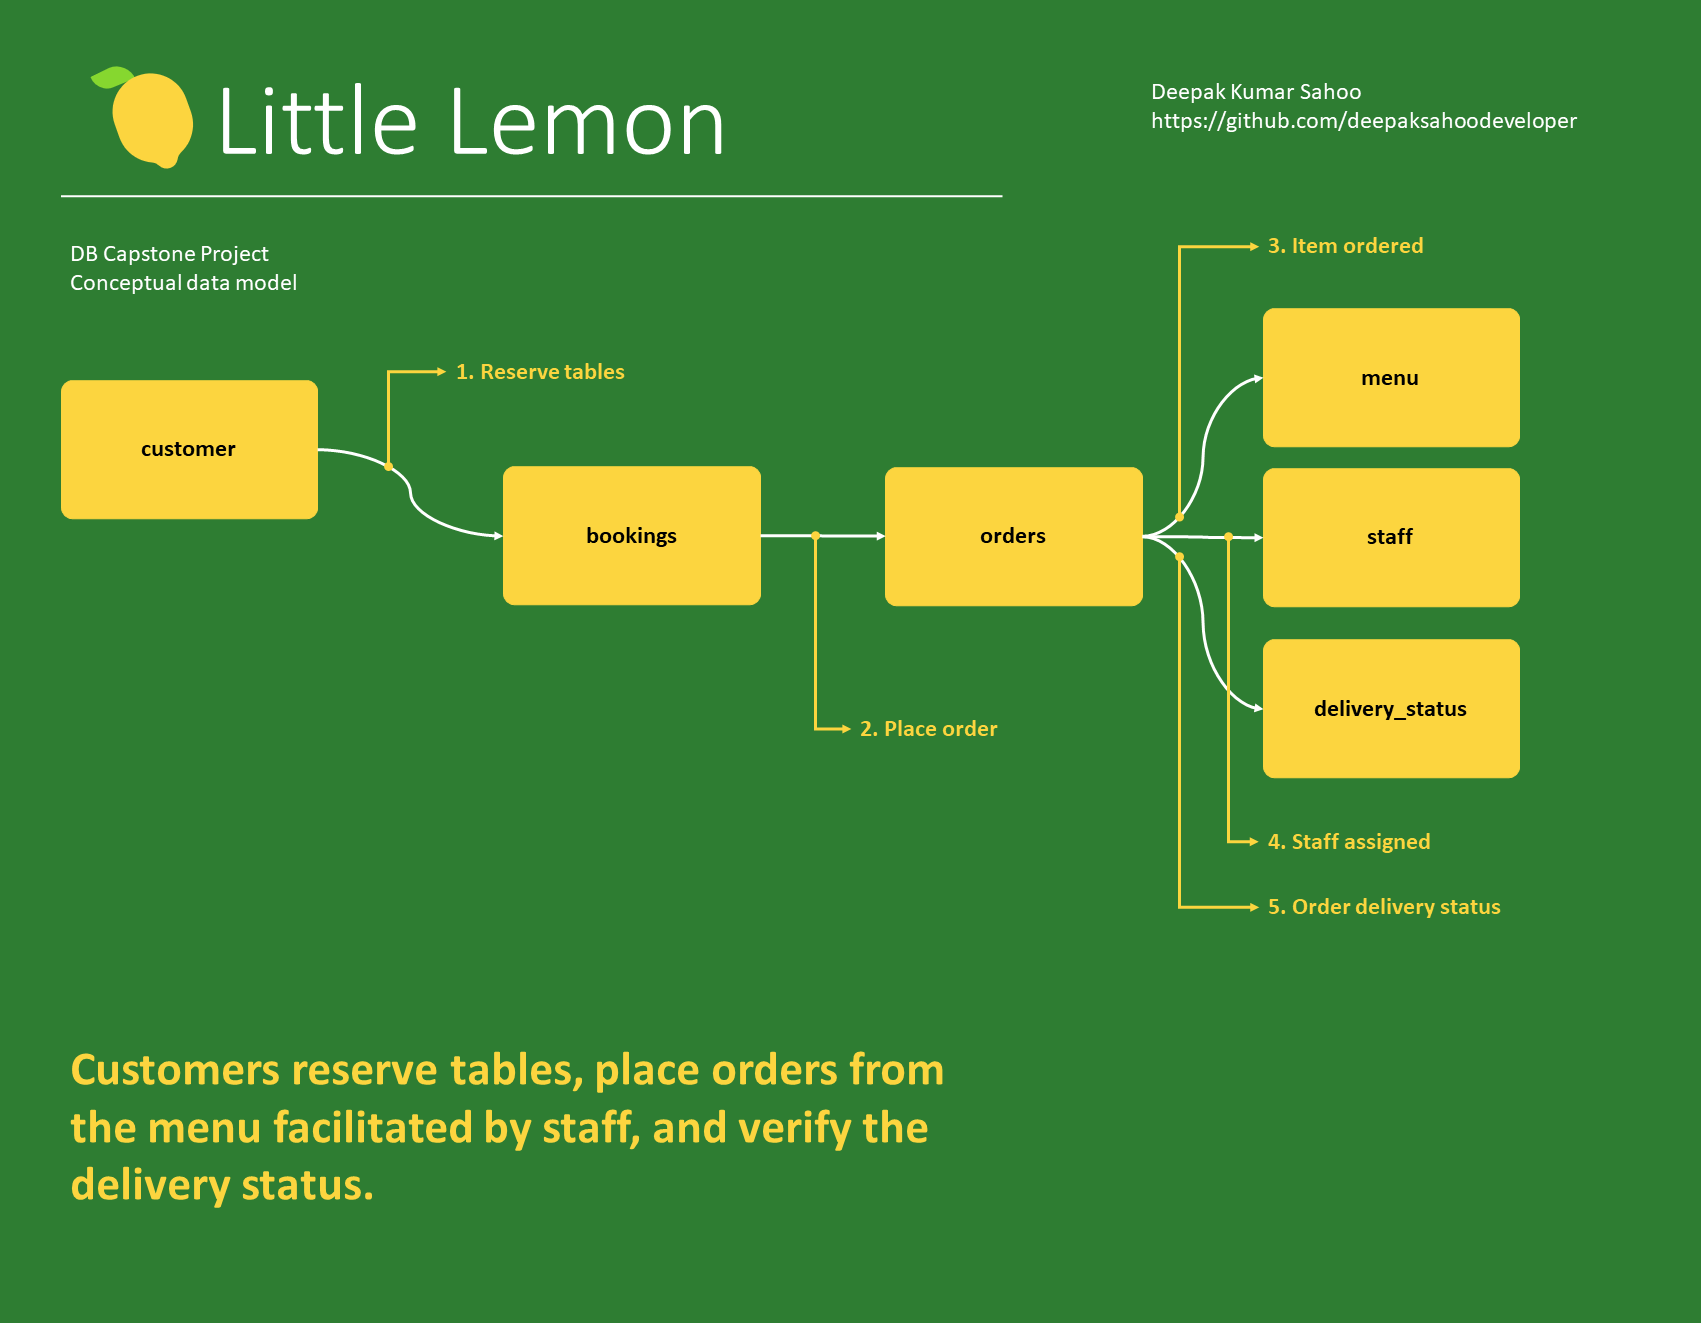 Little Lemon
Deepak Kumar Sahoo
https://github.com/deepaksahoodeveloper
DB Capstone Project
Conceptual data model
3. Item ordered
1. Reserve tables
menu
customer
bookings
orders
staff
delivery_status
2. Place order
4. Staff assigned
5. Order delivery status
Customers reserve tables, place orders from
the menu facilitated by staff, and verify the
delivery status.